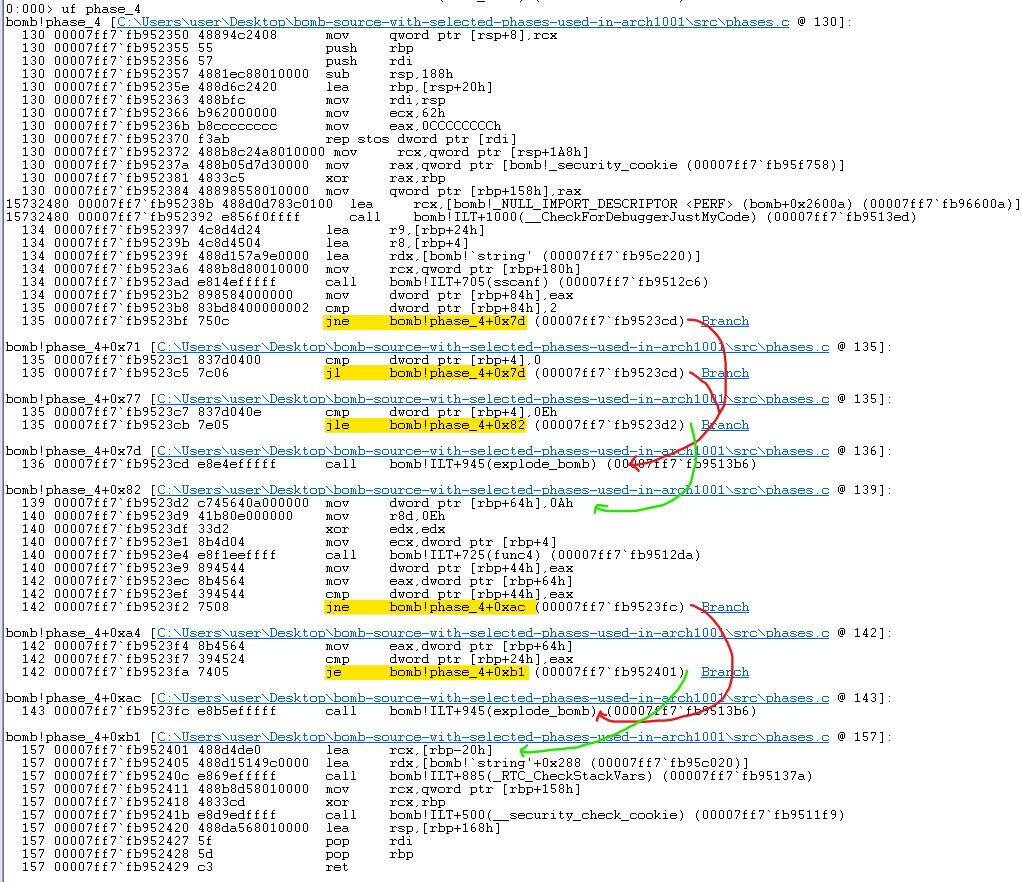 0:000> uf phase_4
bomb!phase_4 [C:\Users\user\Desktop\bomb-source-with-selected-phases-used-in-arch1001\src\phases.c @ 130]:
130 00007ff7`fb952350 48894c2408 mov qword ptr [rsp+8],rcx
130 00007ff7`fb952355 55 push rbp
130 00007ff7`fb952356 57 push rdi
130 00007ff7`fb952357 4881ec88010000 sub rsp,188h
130 00007ff7`fb95235e 488d6c2420 lea rbp,[rsp+20h]
130 00007ff7`fb952363 488bfc mov rdi,rsp
130 00007ff7`fb952366 b962000000 mov ecx,62h
130 00007ff7`fb95236b b8cccccccc mov eax,0CCCCCCCCh
130 00007ff7`fb952370 f3ab rep stos dword ptr [rdi]
130 00007ff7`fb952372 488b8c24a8010000 mov rcx,qword ptr [rsp+1A8h]
130 00007ff7`fb95237a 488b05d7d30000 mov rax,qword ptr [bomb!_security_cookie (00007ff7`fb95f758)]
130 00007ff7`fb952381 4833c5 xor rax,rbp
130 00007ff7`fb952384 48898558010000 mov qword ptr [rbp+158h],rax
15732480 00007ff7`fb95238b 488d0d783c0100 lea rcx,[bomb!_NULL_IMPORT_DESCRIPTOR <PERF> (bomb+0x2600a) (00007ff7`fb96600a)]
15732480 00007ff7`fb952392 e856f0ffff call bomb!ILT+1000(__CheckForDebuggerJustMyCode) (00007ff7`fb9513ed)
134 00007ff7`fb952397 4c8d4d24 lea r9,[rbp+24h]
134 00007ff7`fb95239b 4c8d4504 lea r8,[rbp+4]
134 00007ff7`fb95239f 488d157a9e0000 lea rdx,[bomb!`string' (00007ff7`fb95c220)]
134 00007ff7`fb9523a6 488b8d80010000 mov rcx,qword ptr [rbp+180h]
134 00007ff7`fb9523ad e814efffff call bomb!ILT+705(sscanf) (00007ff7`fb9512c6)
134 00007ff7`fb9523b2 898584000000 mov dword ptr [rbp+84h],eax
135 00007ff7`fb9523b8 83bd8400000002 cmp dword ptr [rbp+84h],2
135 00007ff7`fb9523bf 750c jne bomb!phase_4+0x7d (00007ff7`fb9523cd) Branch
bomb!phase_4+0x71 [C:\Users\user\Desktop\bomb-source-with-selected-phases-used-in-arch1001\src\phases.c @ 135]:
135 00007ff7`fb9523c1 837d0400 cmp dword ptr [rbp+4],0
135 00007ff7`fb9523c5 7c06 jl bomb!phase_4+0x7d (00007ff7`fb9523cd) Branch
bomb!phase_4+0x77 [C:\Users\user\Desktop\bomb-source-with-selected-phases-used-in-arch1001\src\phases.c @ 135]:
135 00007ff7`fb9523c7 837d040e cmp dword ptr [rbp+4],0Eh
135 00007ff7`fb9523cb 7e05 jle bomb!phase_4+0x82 (00007ff7`fb9523d2) Branch
bomb!phase_4+0x7d [C:\Users\user\Desktop\bomb-source-with-selected-phases-used-in-arch1001\src\phases.c @ 136]:
136 00007ff7`fb9523cd e8e4efffff call bomb!ILT+945(explode_bomb) (00007ff7`fb9513b6)
bomb!phase_4+0x82 [C:\Users\user\Desktop\bomb-source-with-selected-phases-used-in-arch1001\src\phases.c @ 139]:
139 00007ff7`fb9523d2 c745640a000000 mov dword ptr [rbp+64h],0Ah
140 00007ff7`fb9523d9 41b80e000000 mov r8d,0Eh
140 00007ff7`fb9523df 33d2 xor edx,edx
140 00007ff7`fb9523e1 8b4d04 mov ecx,dword ptr [rbp+4]
140 00007ff7`fb9523e4 e8f1eeffff call bomb!ILT+725(func4) (00007ff7`fb9512da)
140 00007ff7`fb9523e9 894544 mov dword ptr [rbp+44h],eax
142 00007ff7`fb9523ec 8b4564 mov eax,dword ptr [rbp+64h]
142 00007ff7`fb9523ef 394544 cmp dword ptr [rbp+44h],eax
142 00007ff7`fb9523f2 7508 jne bomb!phase_4+0xac (00007ff7`fb9523fc) Branch
bomb!phase_4+0xa4 [C:\Users\user\Desktop\bomb-source-with-selected-phases-used-in-arch1001\src\phases.c @ 142]:
142 00007ff7`fb9523f4 8b4564 mov eax,dword ptr [rbp+64h]
142 00007ff7`fb9523f7 394524 cmp dword ptr [rbp+24h],eax
142 00007ff7`fb9523fa 7405 je bomb!phase_4+0xb1 (00007ff7`fb952401) Branch
bomb!phase_4+0xac [C:\Users\user\Desktop\bomb-source-with-selected-phases-used-in-arch1001\src\phases.c @ 143]:
143 00007ff7`fb9523fc e8b5efffff call bomb!ILT+945(explode_bomb) (00007ff7`fb9513b6)
bomb!phase_4+0xb1 [C:\Users\user\Desktop\bomb-source-with-selected-phases-used-in-arch1001\src\phases.c @ 157]:
157 00007ff7`fb952401 488d4de0 lea rcx,[rbp-20h]
157 00007ff7`fb952405 488d15149c0000 lea rdx,[bomb!`string'+0x288 (00007ff7`fb95c020)]
157 00007ff7`fb95240c e869efffff call bomb!ILT+885(_RTC_CheckStackVars) (00007ff7`fb95137a)
157 00007ff7`fb952411 488b8d58010000 mov rcx,qword ptr [rbp+158h]
157 00007ff7`fb952418 4833cd xor rcx,rbp
157 00007ff7`fb95241b e8d9edffff call bomb!ILT+500(__security_check_cookie) (00007ff7`fb9511f9)
157 00007ff7`fb952420 488da568010000 lea rsp,[rbp+168h]
157 00007ff7`fb952427 5f pop rdi
157 00007ff7`fb952428 5d pop rbp
157 00007ff7`fb952429 c3 ret